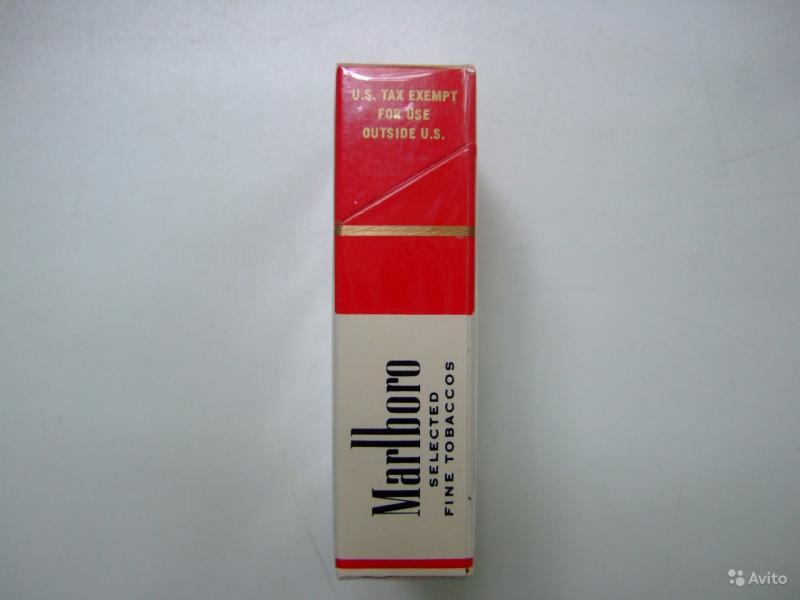 U.S. TAX EXEMPT
FOR USE
OUTSIDE U.S.
Marlboro
SELECTED
FINE TOBACCOS
Avito